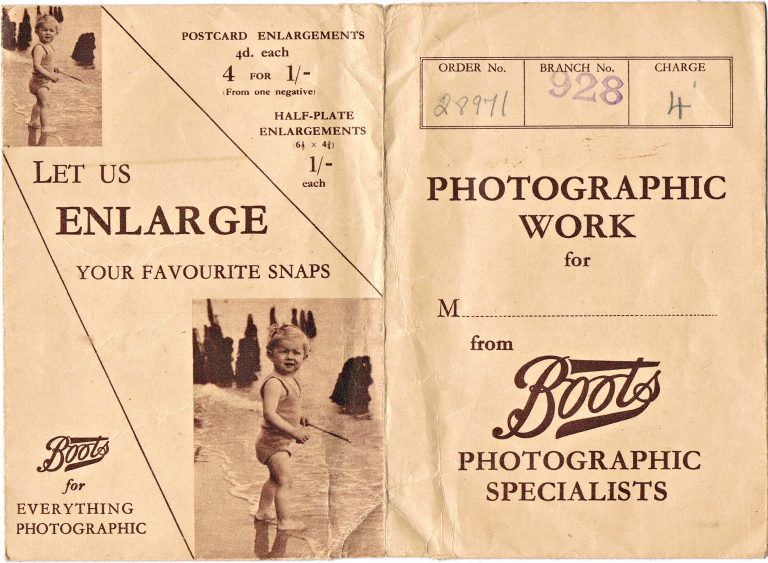 POSTCARD ENLARGEMENTS
4d. each
4 FOR 1/-
(From one negative)
HALF-PLATE
ENLARGEMENTS
(6½ × 4¾)
1/-
each
LET US
ENLARGE
YOUR FAVOURITE SNAPS
Boots
for
EVERYTHING
PHOTOGRAPHIC
ORDER No. BRANCH No. CHARGE
28971 928 4'
PHOTOGRAPHIC
WORK
for
M
from
Boots
PHOTOGRAPHIC
SPECIALISTS